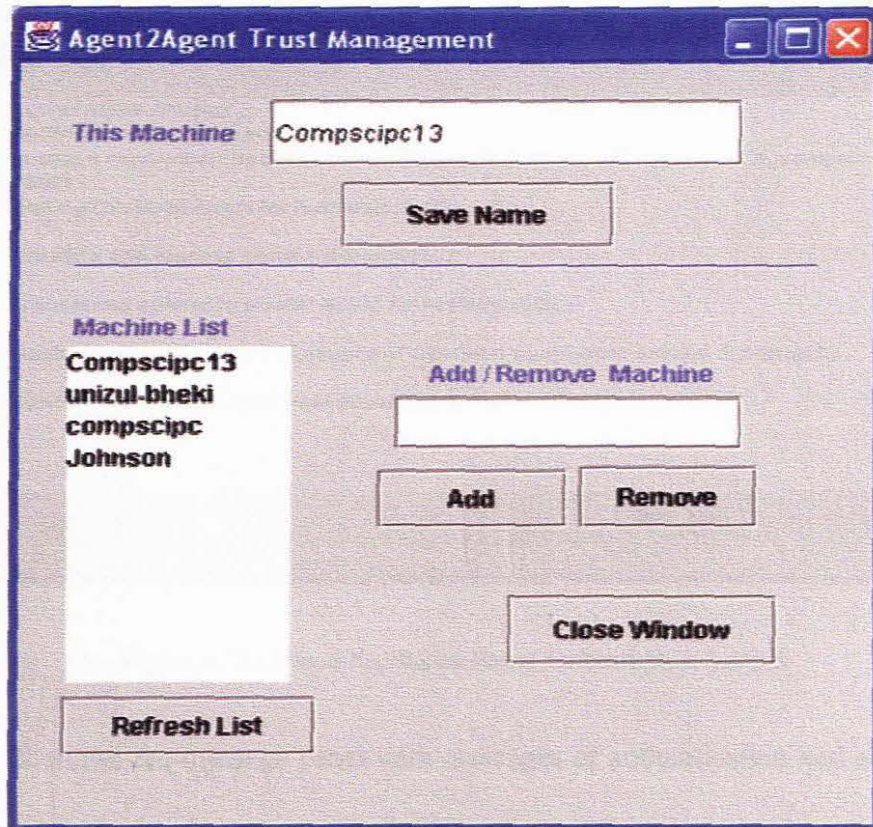 Agent2Agent Trust Management
This Machine Compscipc13
Save Name
Machine List
Compscipc13
unizul-bheki
compscipc
Johnson
Add / Remove Machine
Add Remove
Close Window
Refresh List